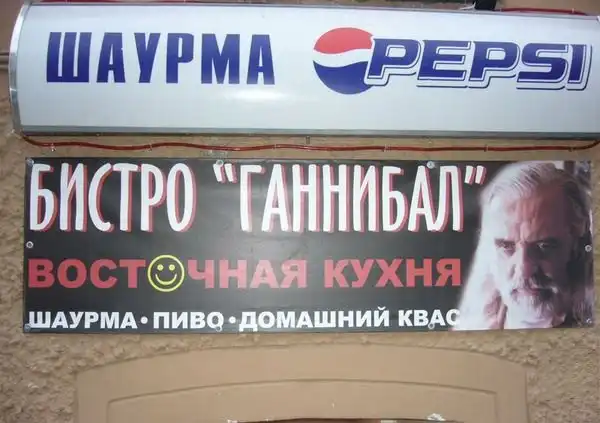 ШАУРМА PEPSI
БИСТРО "ГАННИБАЛ"
ВОСТОЧНАЯ КУХНЯ
ШАУРМА • ПИВО • ДОМАШНИЙ КВАС